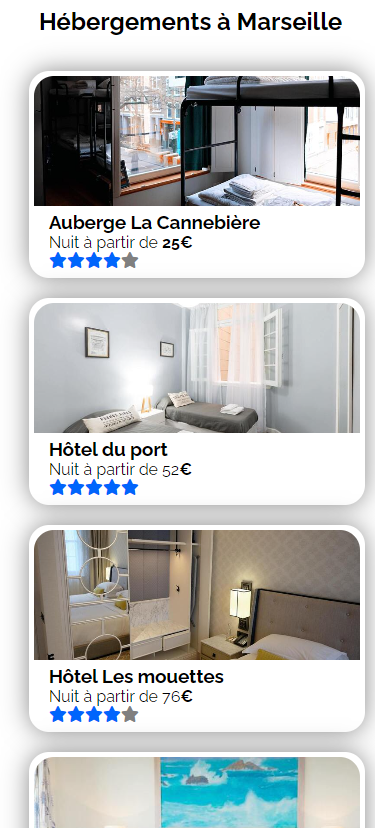 Hébergements à Marseille
Auberge La Cannebière
Nuit à partir de 25€
Hôtel du port
Nuit à partir de 52€
Hôtel Les mouettes
Nuit à partir de 76€